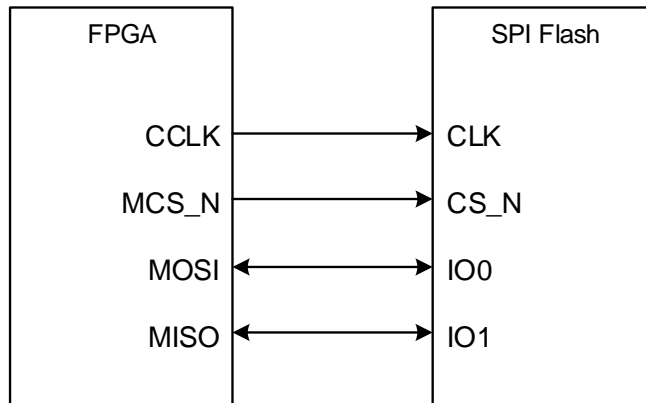 FPGA SPI Flash
CCLK CLK
MCS_N CS_N
MOSI IO0
MISO IO1